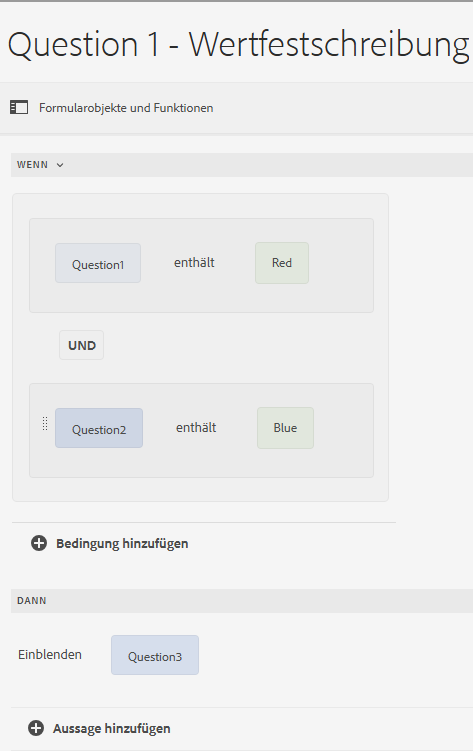 Question 1 - Wertfestschreibung
Formularobjekte und Funktionen
WENN
Question1 enthält Red
UND
Question2 enthält Blue
Bedingung hinzufügen
DANN
Einblenden Question3
Aussage hinzufügen